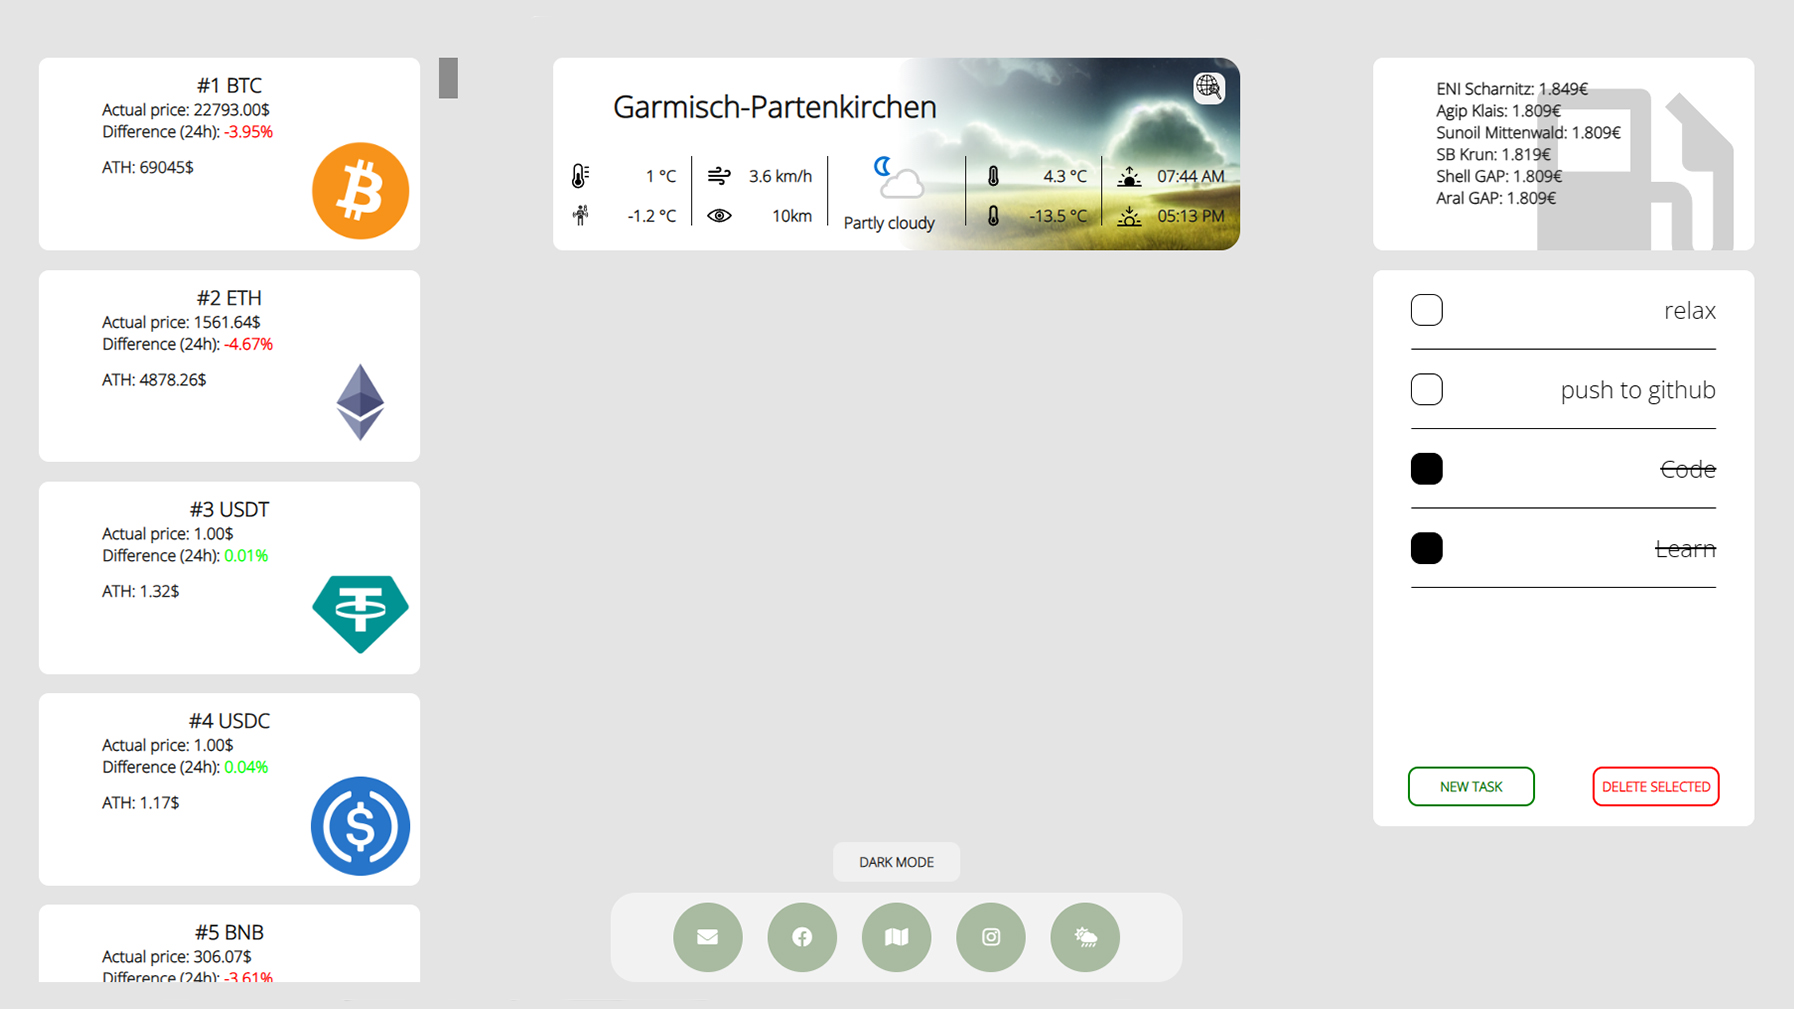 #1 BTC
Actual price: 22793.00$
Difference (24h): -3.95%
ATH: 69045$
#2 ETH
Actual price: 1561.64$
Difference (24h): -4.67%
ATH: 4878.26$
#3 USDT
Actual price: 1.00$
Difference (24h): 0.01%
ATH: 1.32$
#4 USDC
Actual price: 1.00$
Difference (24h): 0.04%
ATH: 1.17$
#5 BNB
Actual price: 306.07$
Difference (24h): -3.61%
Garmisch-Partenkirchen
1 °C
-1.2 °C
3.6 km/h
10km
Partly cloudy
4.3 °C
-13.5 °C
07:44 AM
05:13 PM
DARK MODE
ENI Scharnitz: 1.849€
Agip Klais: 1.809€
Sunoil Mittenwald: 1.809€
SB Krun: 1.819€
Shell GAP: 1.809€
Aral GAP: 1.809€
relax
push to github
Code
Learn
NEW TASK
DELETE SELECTED